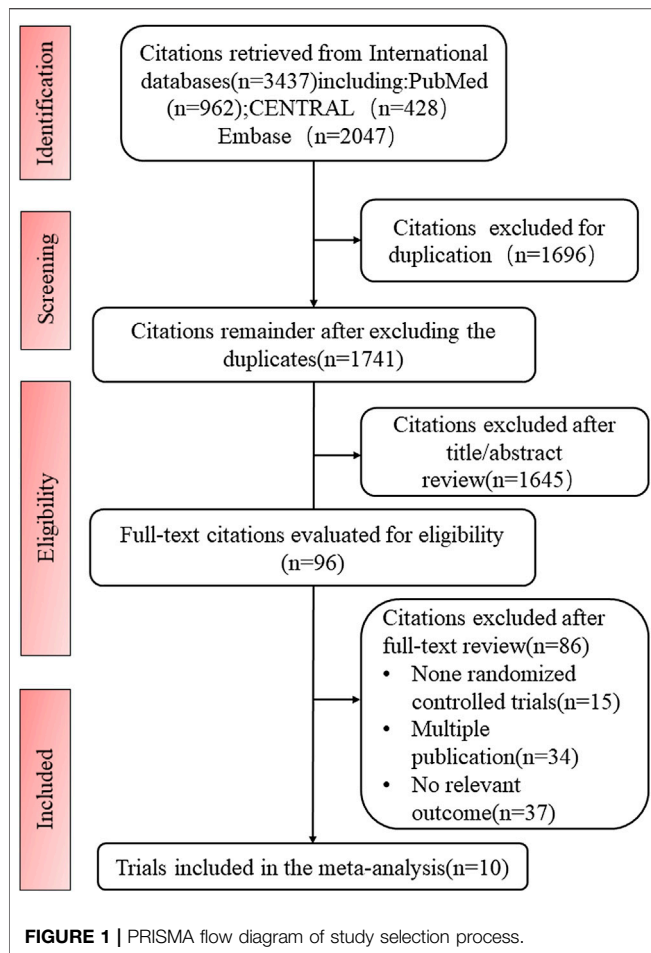 Identification
Citations retrieved from International
databases(n=3437)including:PubMed
(n=962);CENTRAL（n=428)
Embase（n=2047）
Screening
Citations excluded for
duplication（n=1696）
Citations remainder after excluding the
duplicates(n=1741)
Eligibility
Citations excluded after
title/abstract
review(n=1645）
Full-text citations evaluated for eligibility
(n=96)
Citations excluded after
full-text review(n=86)
• None randomized
controlled trials(n=15)
• Multiple
publication(n=34)
• No relevant
outcome(n=37)
Included
Trials included in the meta-analysis(n=10)
FIGURE 1 | PRISMA flow diagram of study selection process.